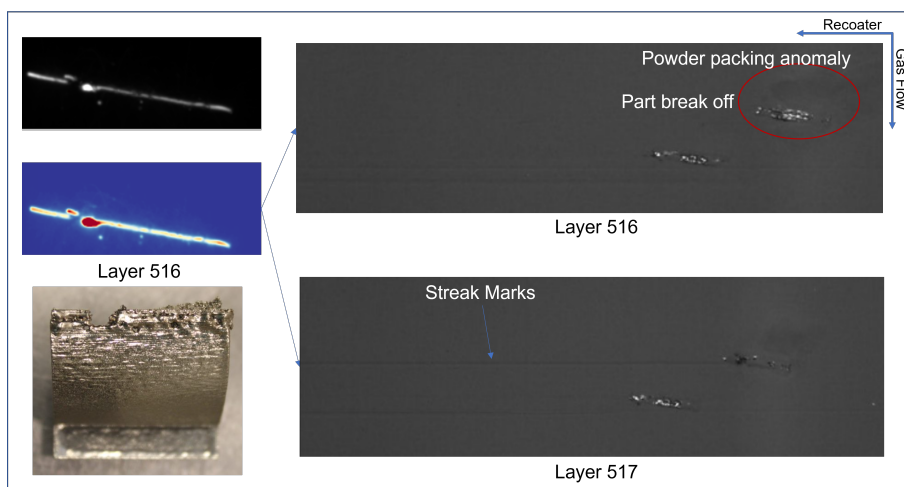 Recoater
Gas Flow
Powder packing anomaly
Part break off
Layer 516
Layer 516
Streak Marks
Layer 517